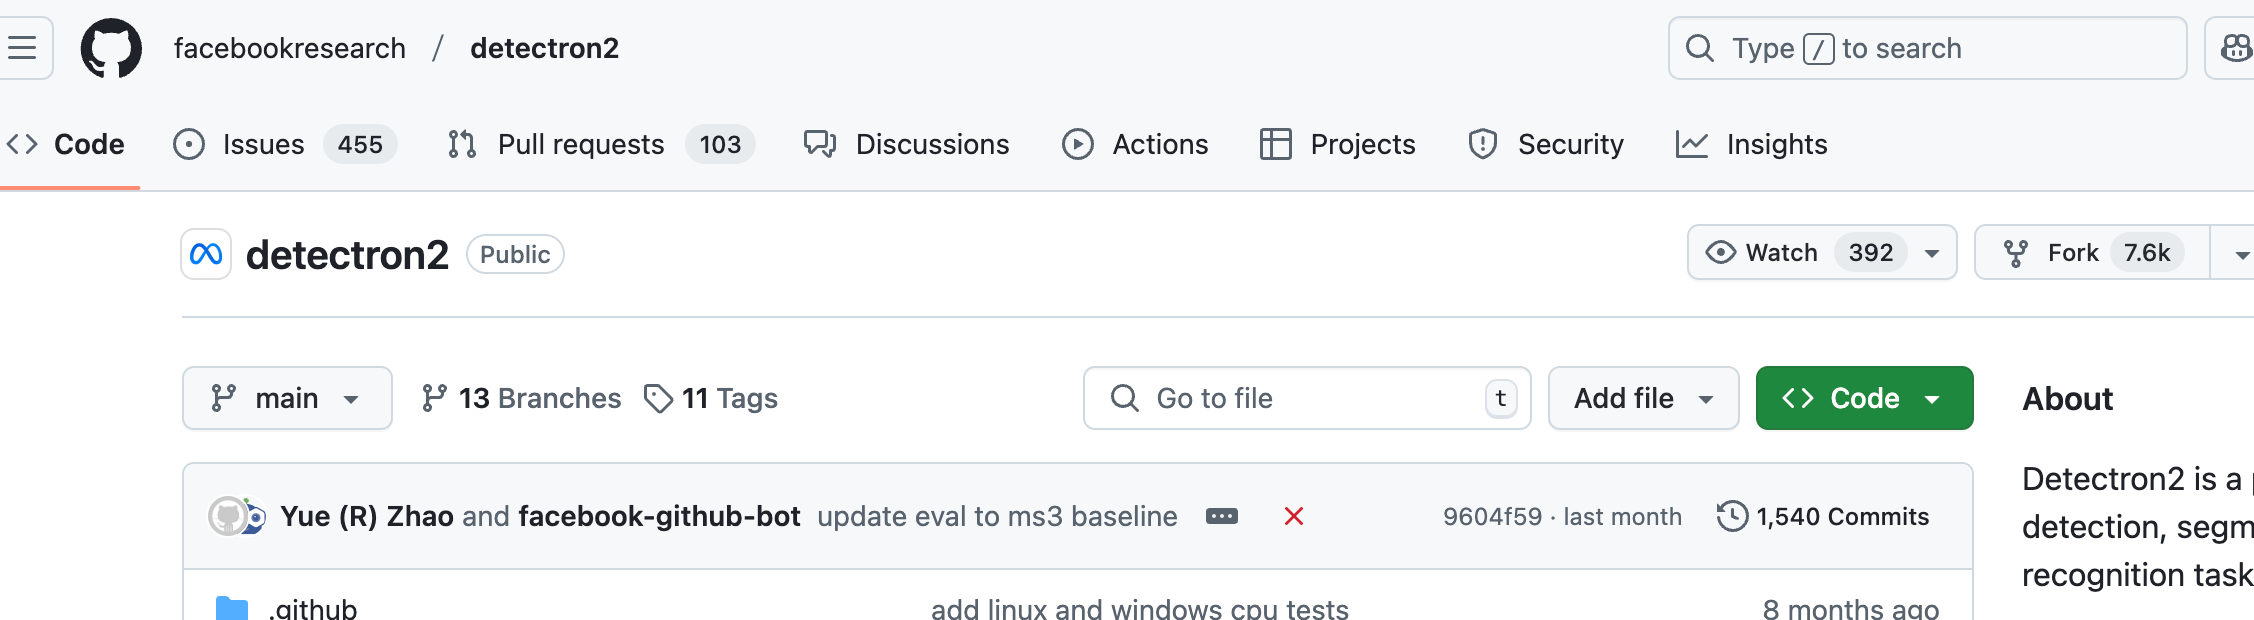 facebookresearch / detectron2
Type / to search
Code
Issues 455
Pull requests 103
Discussions
Actions
Projects
Security
Insights
detectron2 Public
Watch 392
Fork 7.6k
main
13 Branches
11 Tags
Go to file t
Add file
Code
About
Yue (R) Zhao and facebook-github-bot update eval to ms3 baseline
9604f59 · last month
1,540 Commits
Detectron2 is a
detection, segm
recognition task
.github
add linux and windows cpu tests
8 months ago